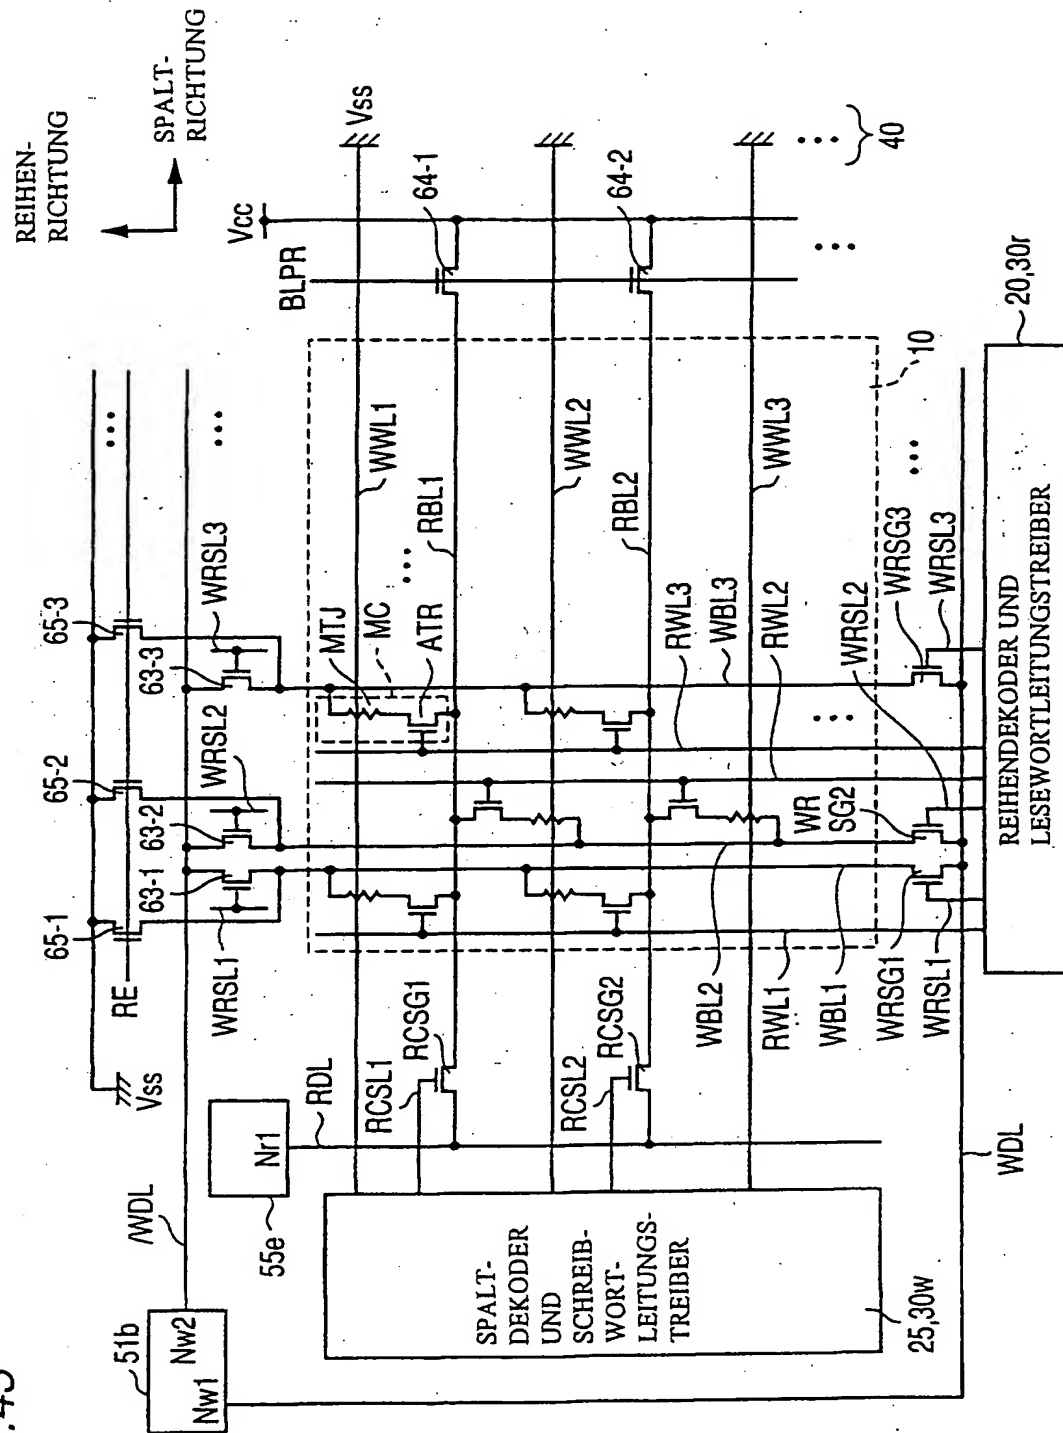 REIHEN-
RICHTUNG
SPALT-
RICHTUNG
Vcc
BLPR
Vss
64-1
64-2
40
65-1
65-2
65-3
63-1
63-2
63-3
WRSL1
WRSL2
WRSL3
RE
Vss
/WDL
51b
Nw2
Nw1
Nr1
55e
RDL
RCSL1
RCSG1
RCSL2
RCSG2
MTJ
MC
ATR
WWL1
RBL1
WWL2
RBL2
WWL3
10
RWL3
WBL3
RWL2
WRSL2
WBL2
RWL1
WBL1
WRSG1
WRSL1
WR
SG2
WRSG3
WRSL3
WDL
SPALT-
DEKODER
UND
SCHREIB-
WORT-
LEITUNGS-
TREIBER
25,30w
REIHENDEKODER UND
LESEWORTLEITUNGSTREIBER
20,30r